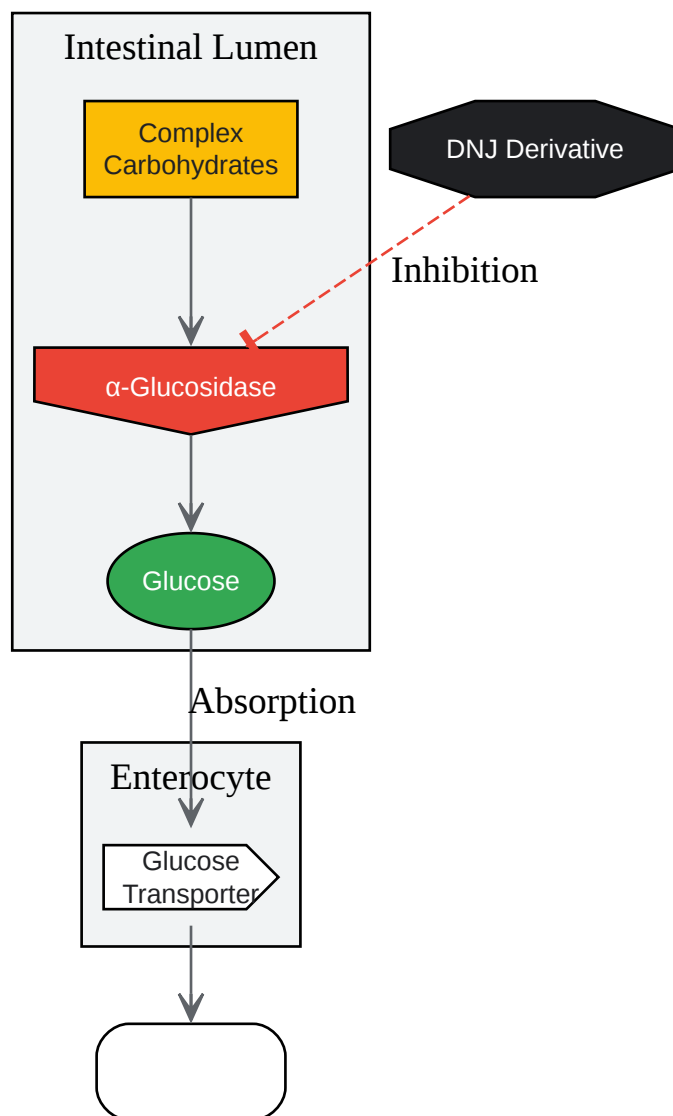 Intestinal Lumen
Complex
Carbohydrates
DNJ Derivative
Inhibition
α-Glucosidase
Glucose
Absorption
Enterocyte
Glucose
Transporter